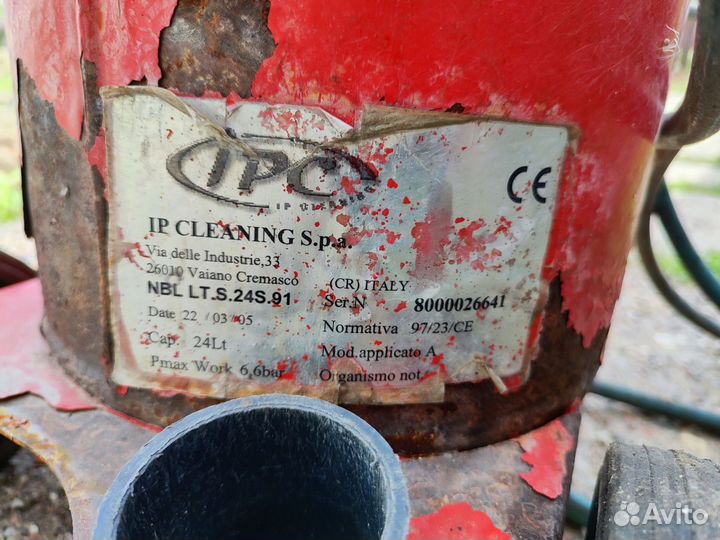 IPC
IP CLEANING
CE
IP CLEANING S.p.a.
Via delle Industrie,33
26010 Vaiano Cremasco (CR) ITALY
NBL LT.S.24S.91 Ser.N 8000026641
Date 22 / 03 / 05 Normativa 97/23/CE
Cap. 24Lt Mod.applicato A
Pmax Work 6,6bar Organismo not.
Avito